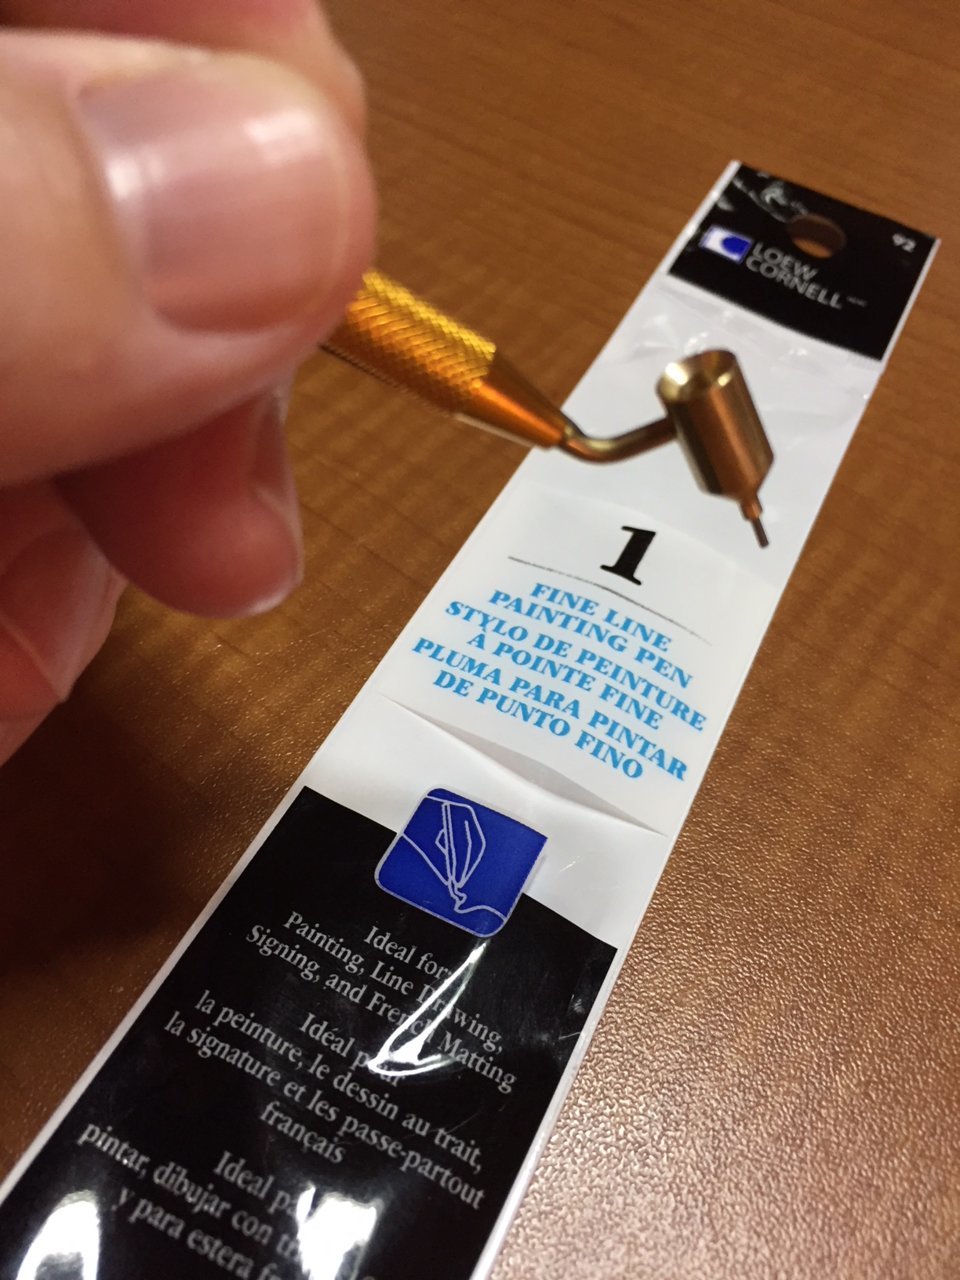 92
LOEW
CORNELL
1
FINE LINE
PAINTING PEN
STYLO DE PEINTURE
À POINTE FINE
PLUMA PARA PINTAR
DE PUNTO FINO
Ideal for:
Painting, Line Drawing,
Signing, and French Matting
Idéal pour
la peinture, le dessin au trait,
la signature et les passe-partout
français
Ideal
pintar, dibujar con
y para